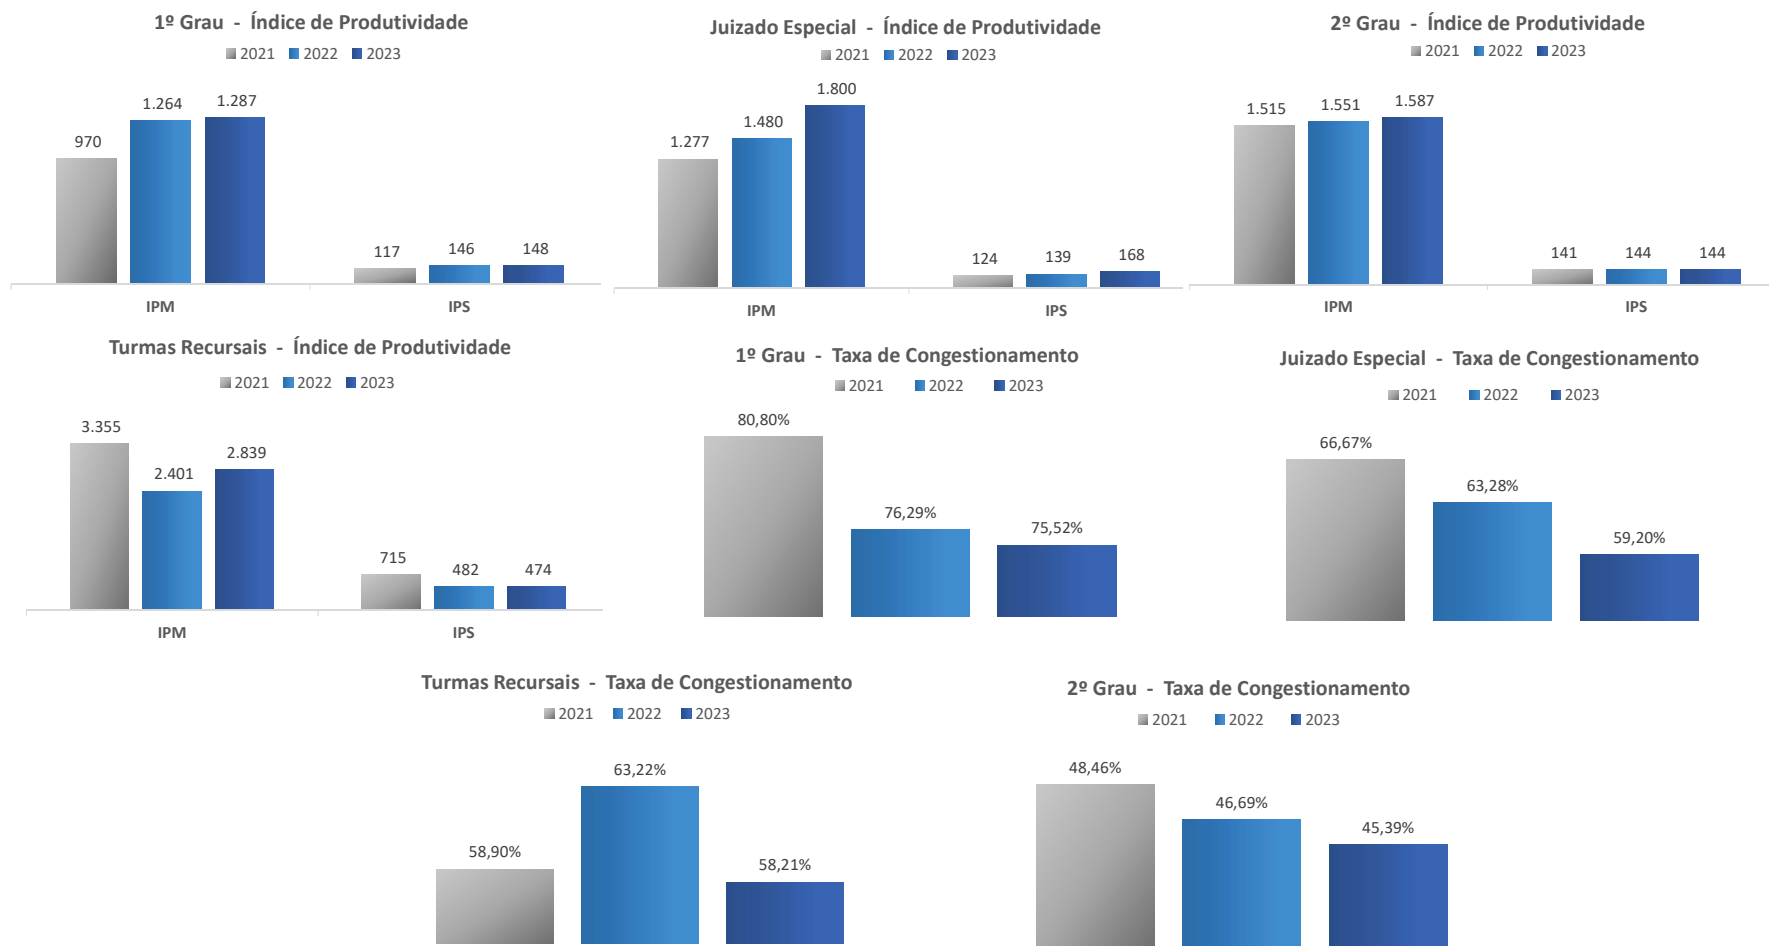 1º Grau - Índice de Produtividade
2021 2022 2023
970 1.264 1.287
117 146 148
IPM IPS
Juizado Especial - Índice de Produtividade
2021 2022 2023
1.277 1.480 1.800
124 139 168
IPM IPS
2º Grau - Índice de Produtividade
2021 2022 2023
1.515 1.551 1.587
141 144 144
IPM IPS
Turmas Recursais - Índice de Produtividade
2021 2022 2023
3.355 2.401 2.839
715 482 474
IPM IPS
1º Grau - Taxa de Congestionamento
2021 2022 2023
80,80%
76,29%
75,52%
Juizado Especial - Taxa de Congestionamento
2021 2022 2023
66,67%
63,28%
59,20%
Turmas Recursais - Taxa de Congestionamento
2021 2022 2023
58,90%
63,22%
58,21%
2º Grau - Taxa de Congestionamento
2021 2022 2023
48,46%
46,69%
45,39%